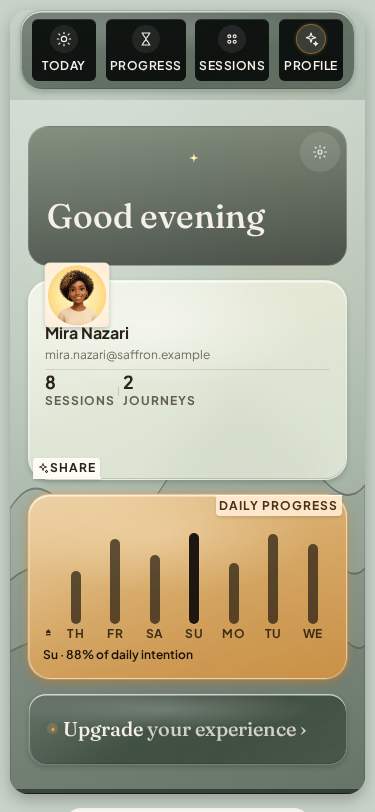 TODAY PROGRESS SESSIONS PROFILE
Good evening
Mira Nazari
mira.nazari@saffron.example
8 2
SESSIONS JOURNEYS
SHARE
DAILY PROGRESS
TH FR SA SU MO TU WE
Su · 88% of daily intention
Upgrade your experience ›